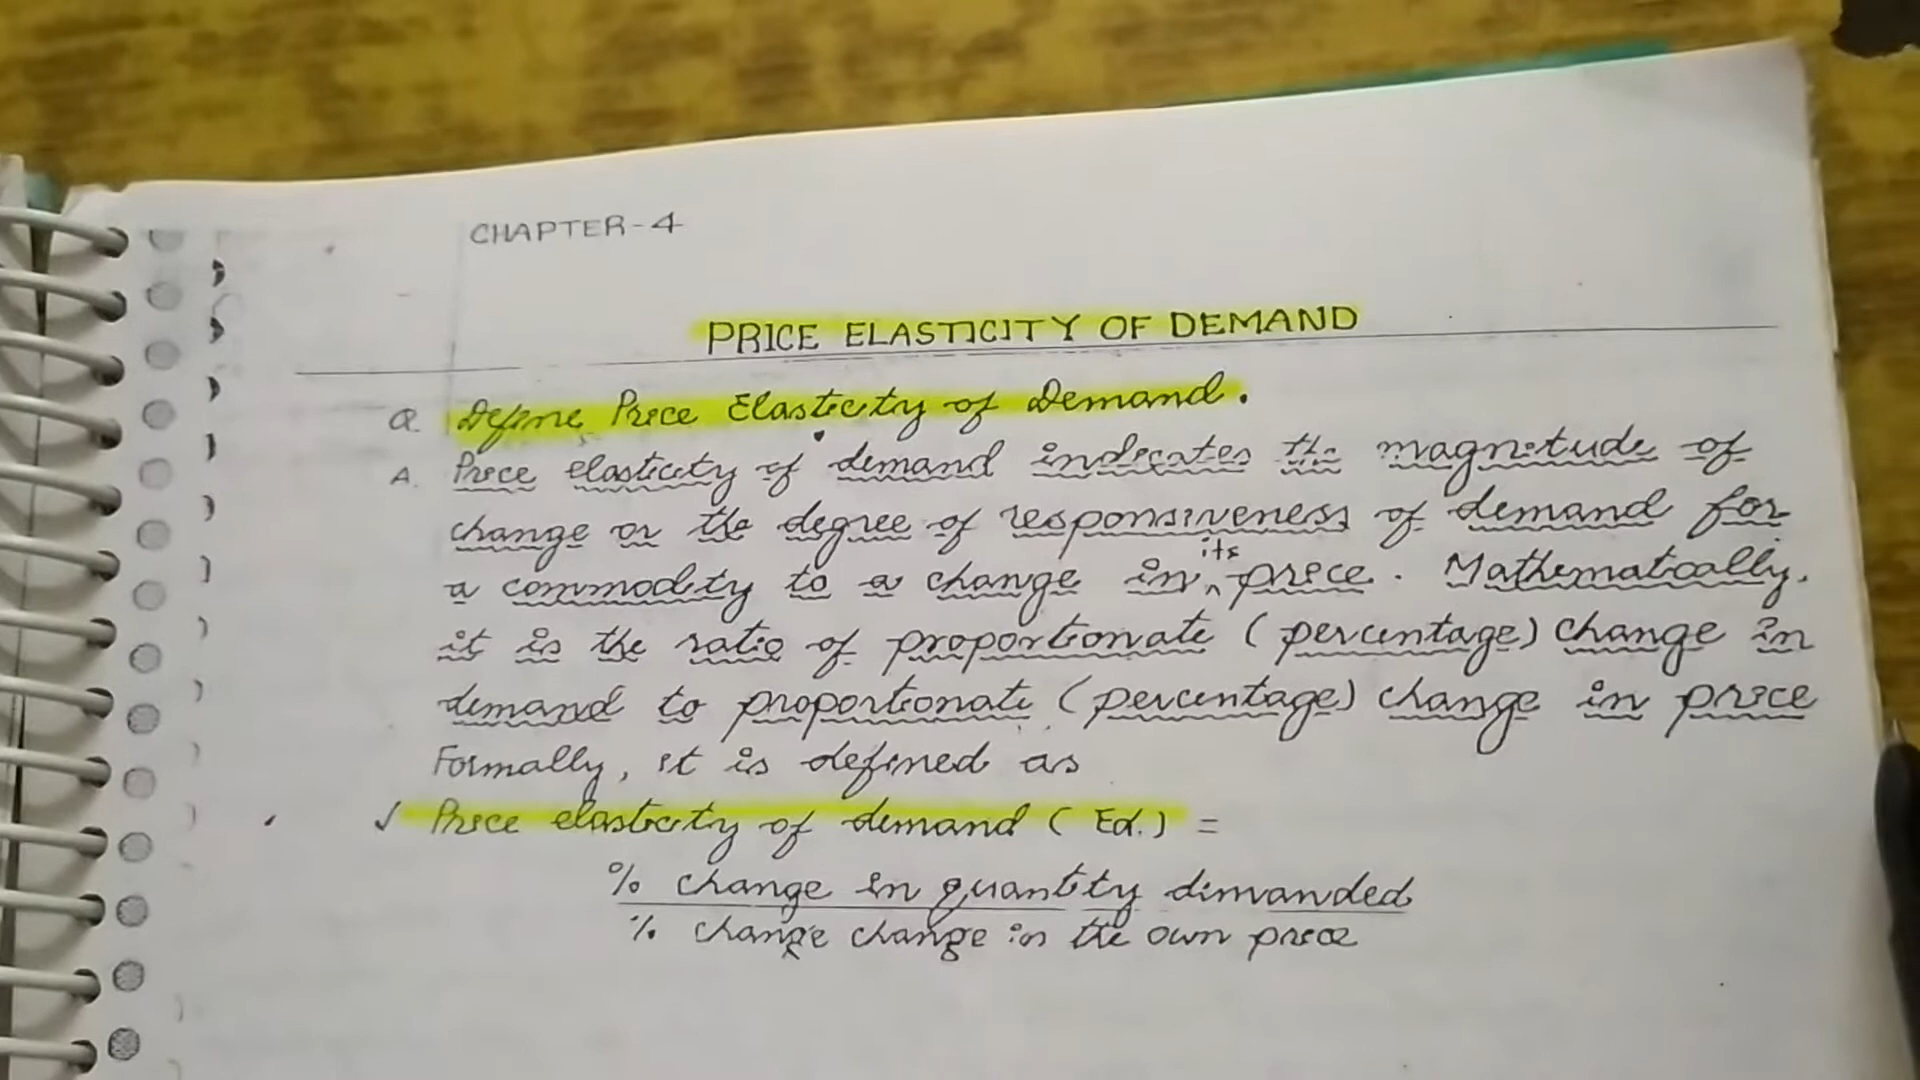 CHAPTER-4
PRICE ELASTICITY OF DEMAND
Q. Define Price Elasticity of Demand.
A. Price elasticity of demand indicates the magnitude of
change or the degree of responsiveness of demand for
a commodity to a change in its price. Mathematically,
it is the ratio of proportionate (percentage) change in
demand to proportionate (percentage) change in price
Formally, it is defined as
✓ Price elasticity of demand (Ed.) =
% change in quantity dimanded
% change change in the own price